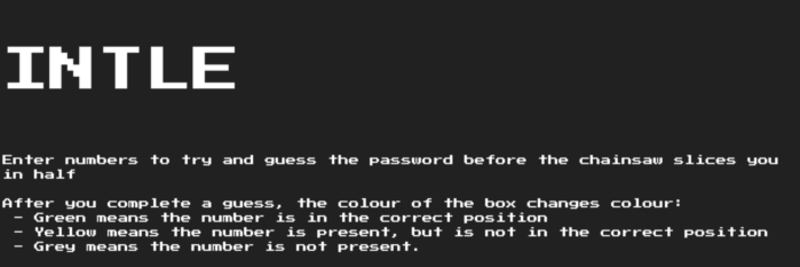 INTLE
Enter numbers to try and guess the password before the chainsaw slices you
in half
After you complete a guess, the colour of the box changes colour:
- Green means the number is in the correct position
- Yellow means the number is present, but is not in the correct position
- Grey means the number is not present.